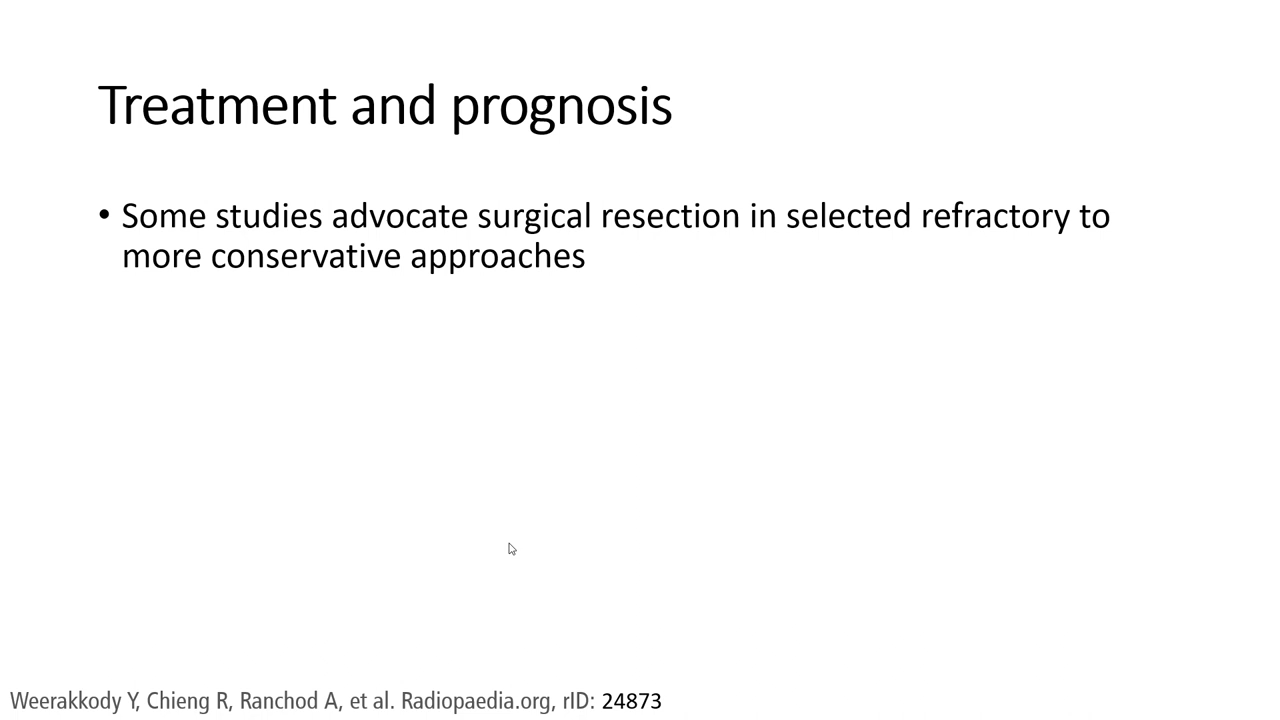 Treatment and prognosis
• Some studies advocate surgical resection in selected refractory to
more conservative approaches
Weerakkody Y, Chieng R, Ranchod A, et al. Radiopaedia.org, rID: 24873